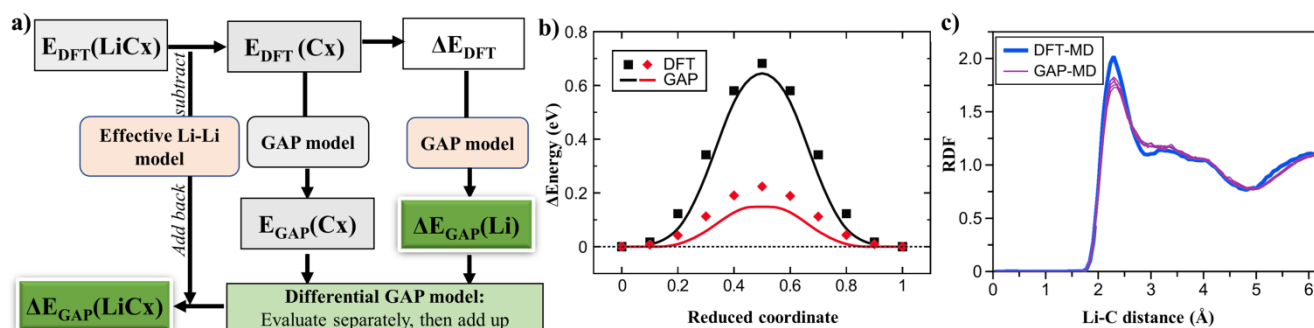 a)
E_DFT(LiCx)
E_DFT(Cx)
ΔE_DFT
subtract
Effective Li-Li
model
GAP model
GAP model
Add back
E_GAP(Cx)
ΔE_GAP(Li)
ΔE_GAP(LiCx)
Differential GAP model:
Evaluate separately, then add up
b)
0.8
0.6
0.4
0.2
0
ΔEnergy (eV)
DFT
GAP
0
0.2
0.4
0.6
0.8
1
Reduced coordinate
c)
2.0
1.5
1.0
0.5
0
RDF
DFT-MD
GAP-MD
0
1
2
3
4
5
6
Li-C distance (Å)